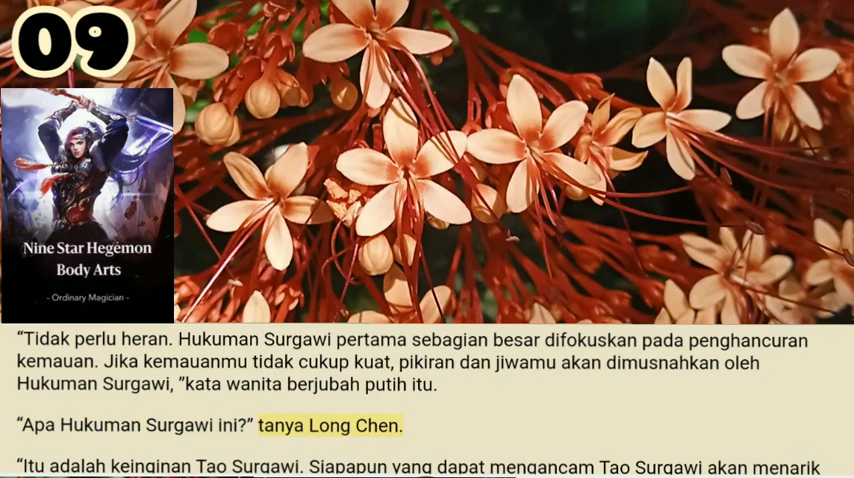 09
Nine Star Hegemon
Body Arts
- Ordinary Magician -
“Tidak perlu heran. Hukuman Surgawi pertama sebagian besar difokuskan pada penghancuran
kemauan. Jika kemauanmu tidak cukup kuat, pikiran dan jiwamu akan dimusnahkan oleh
Hukuman Surgawi, ”kata wanita berjubah putih itu.
“Apa Hukuman Surgawi ini?” tanya Long Chen.
“Itu adalah keinginan Tao Surgawi. Siapapun yang dapat mengancam Tao Surgawi akan menarik